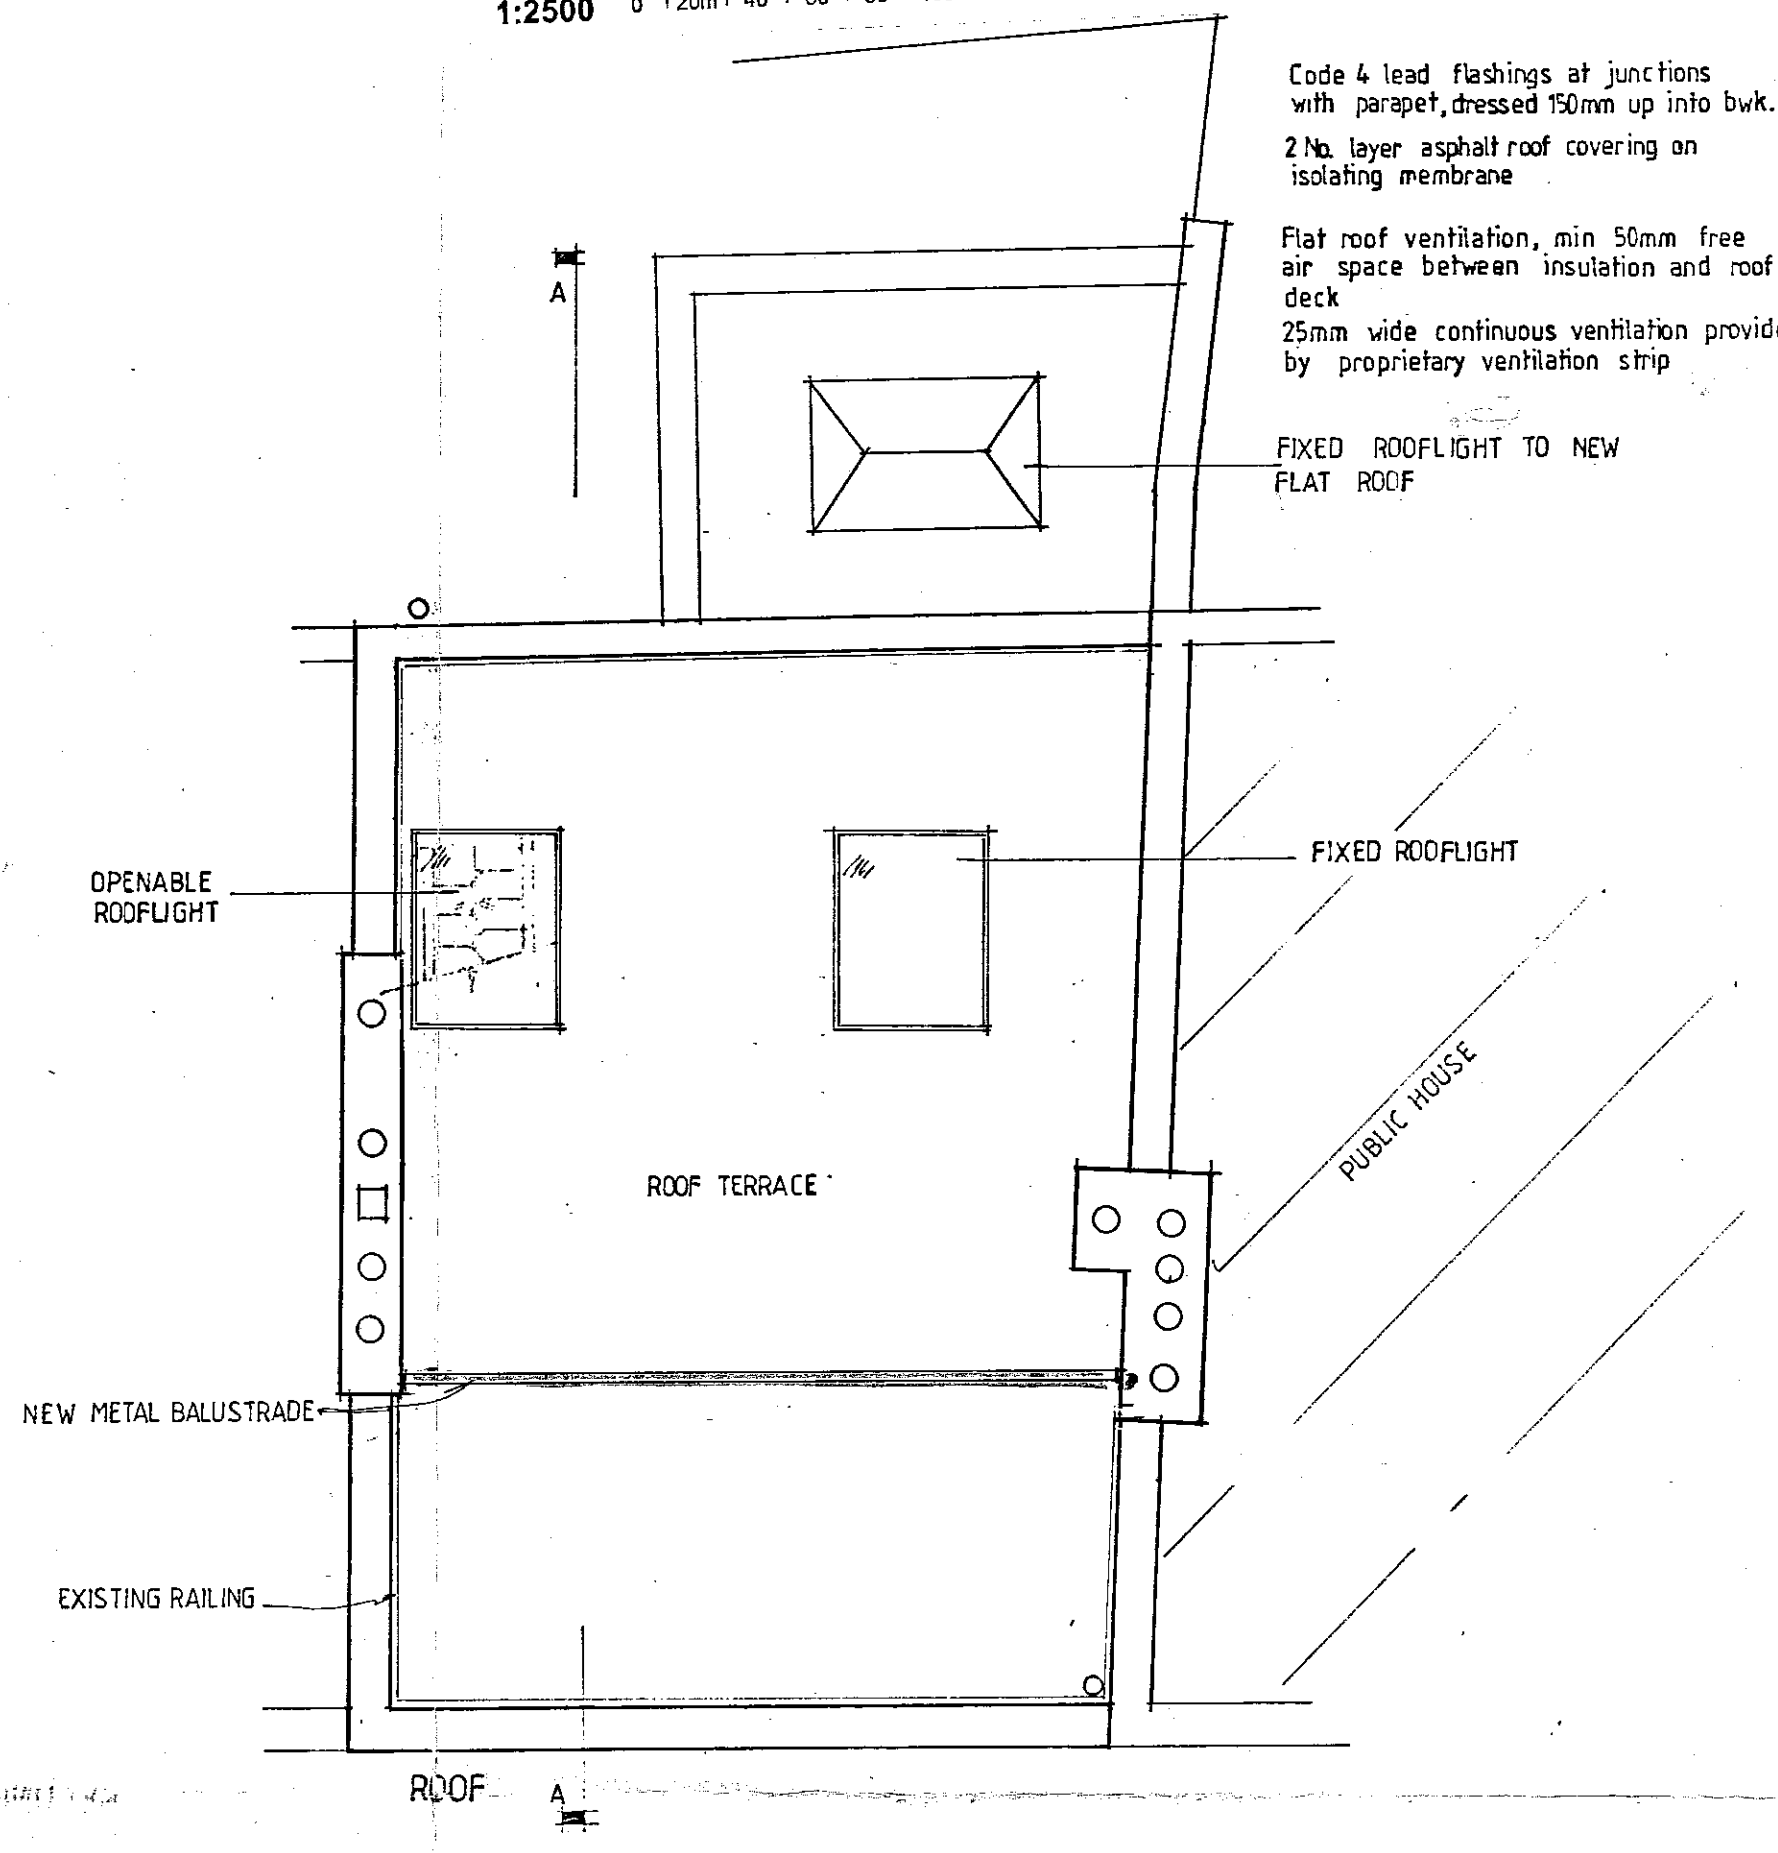 1:2500 0 20m 40
Code 4 lead flashings at junctions
with parapet, dressed 150mm up into bwk.
2 No. layer asphalt roof covering on
isolating membrane
Flat roof ventilation, min 50mm free
air space between insulation and roof
deck
25mm wide continuous ventilation
by proprietary ventilation strip
A
FIXED ROOFLIGHT TO NEW
FLAT ROOF
OPENABLE
ROOFLIGHT
FIXED ROOFLIGHT
PUBLIC HOUSE
ROOF TERRACE
NEW METAL BALUSTRADE
EXISTING RAILING
ROOF
A